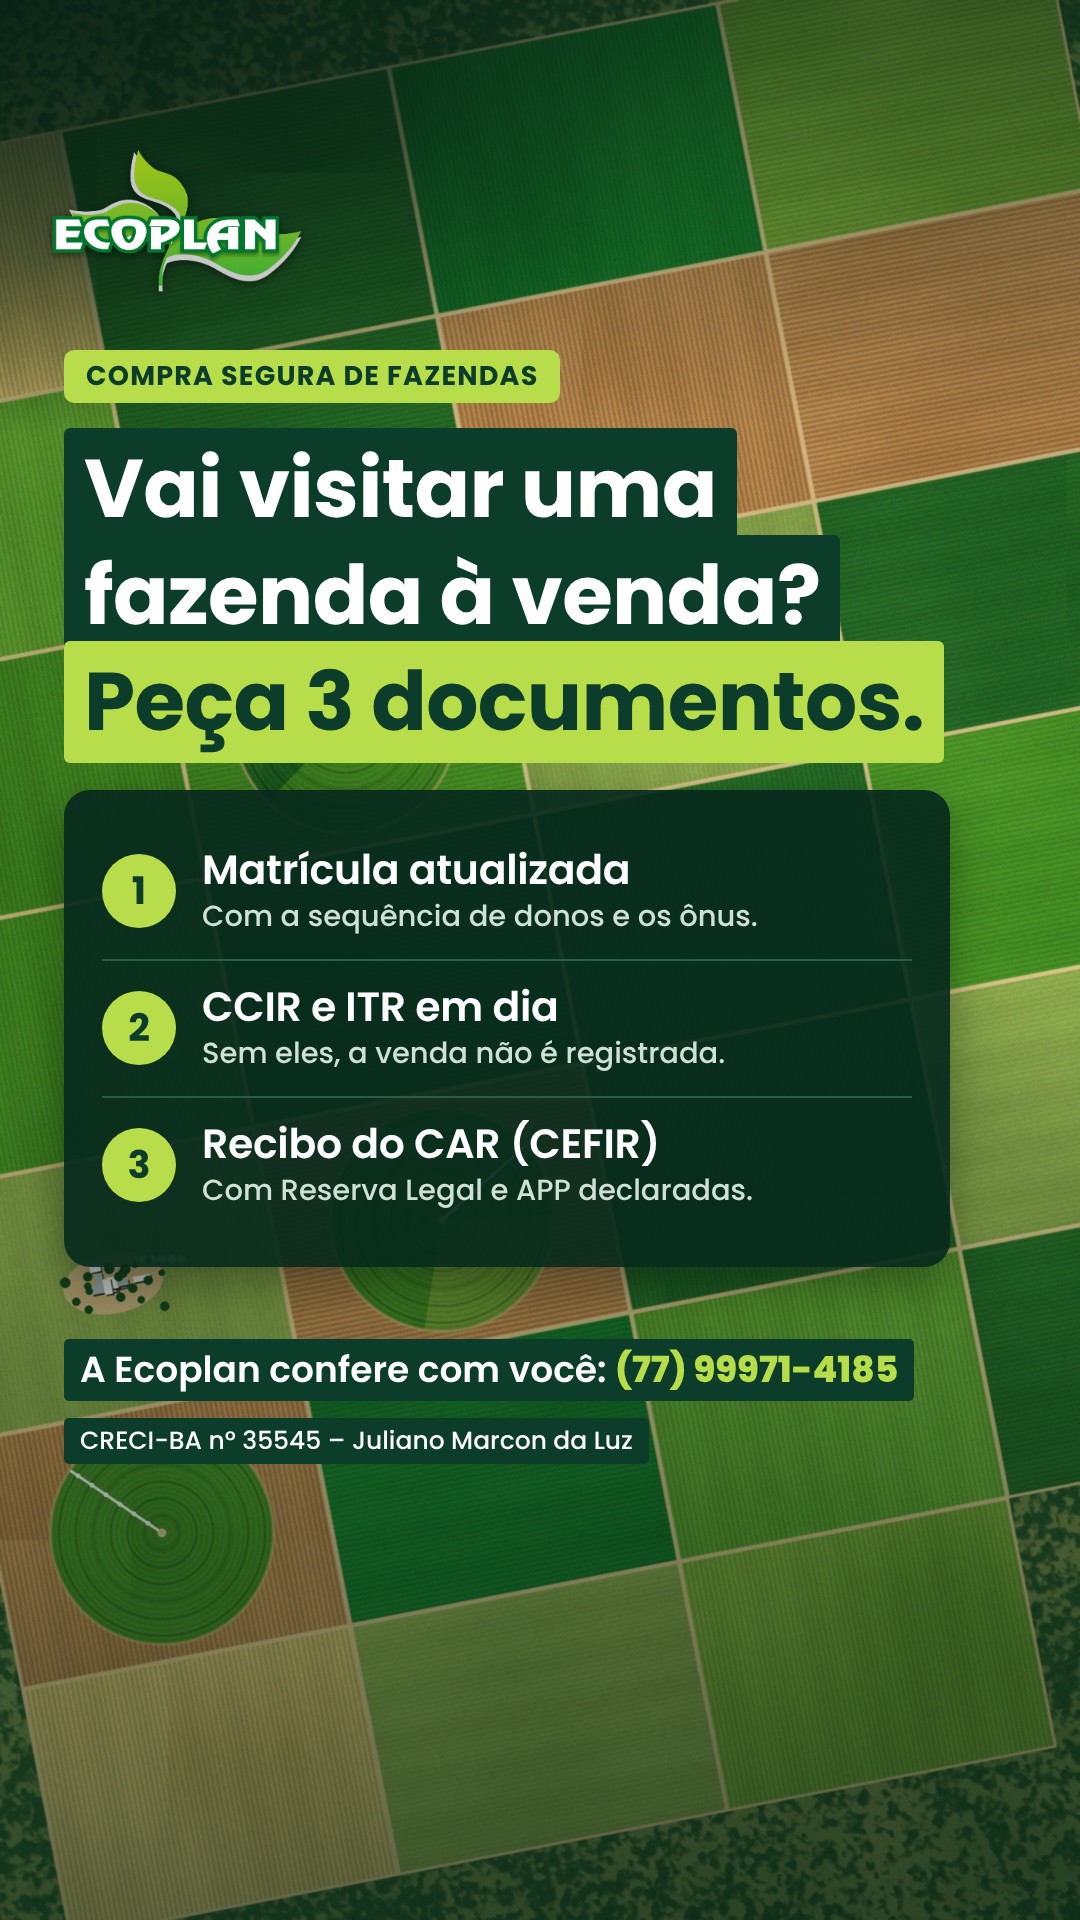 ECOPLAN
COMPRA SEGURA DE FAZENDAS
Vai visitar uma
fazenda à venda?
Peça 3 documentos.
1
Matrícula atualizada
Com a sequência de donos e os ônus.
2
CCIR e ITR em dia
Sem eles, a venda não é registrada.
3
Recibo do CAR (CEFIR)
Com Reserva Legal e APP declaradas.
A Ecoplan confere com você: (77) 99971-4185
CRECI-BA nº 35545 – Juliano Marcon da Luz